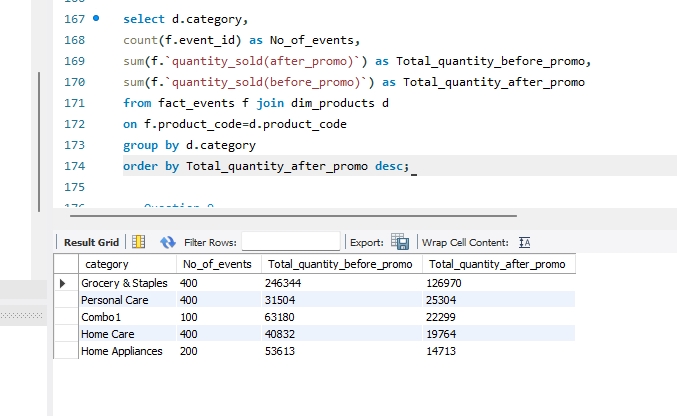 167 select d.category,
168 count(f.event_id) as No_of_events,
169 sum(f.`quantity_sold(after_promo)`) as Total_quantity_before_promo,
170 sum(f.`quantity_sold(before_promo)`) as Total_quantity_after_promo
171 from fact_events f join dim_products d
172 on f.product_code=d.product_code
173 group by d.category
174 order by Total_quantity_after_promo desc;
175
Result Grid Filter Rows: Export: Wrap Cell Content:
category No_of_events Total_quantity_before_promo Total_quantity_after_promo
Grocery & Staples 400 246344 126970
Personal Care 400 31504 25304
Combo1 100 63180 22299
Home Care 400 40832 19764
Home Appliances 200 53613 14713